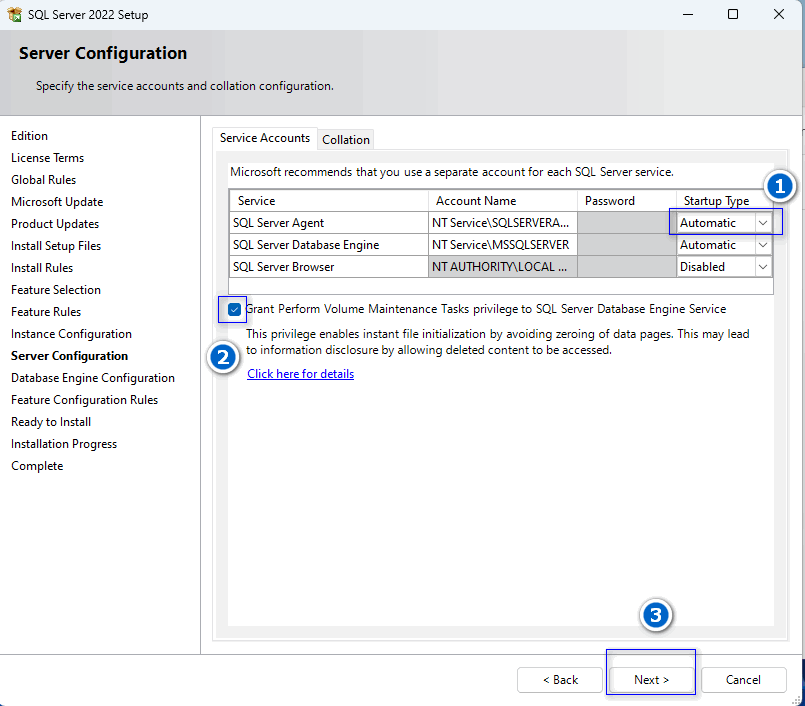 SQL Server 2022 Setup
Server Configuration
Specify the service accounts and collation configuration.
Edition
License Terms
Global Rules
Microsoft Update
Product Updates
Install Setup Files
Install Rules
Feature Selection
Feature Rules
Instance Configuration
Server Configuration
Database Engine Configuration
Feature Configuration Rules
Ready to Install
Installation Progress
Complete
Service Accounts Collation
Microsoft recommends that you use a separate account for each SQL Server service.
1
Service Account Name Password Startup Type
SQL Server Agent NT Service\SQLSERVERA... Automatic
SQL Server Database Engine NT Service\MSSQLSERVER Automatic
SQL Server Browser NT AUTHORITY\LOCAL ... Disabled
Grant Perform Volume Maintenance Tasks privilege to SQL Server Database Engine Service
2
This privilege enables instant file initialization by avoiding zeroing of data pages. This may lead
to information disclosure by allowing deleted content to be accessed.
Click here for details
3
< Back Next > Cancel